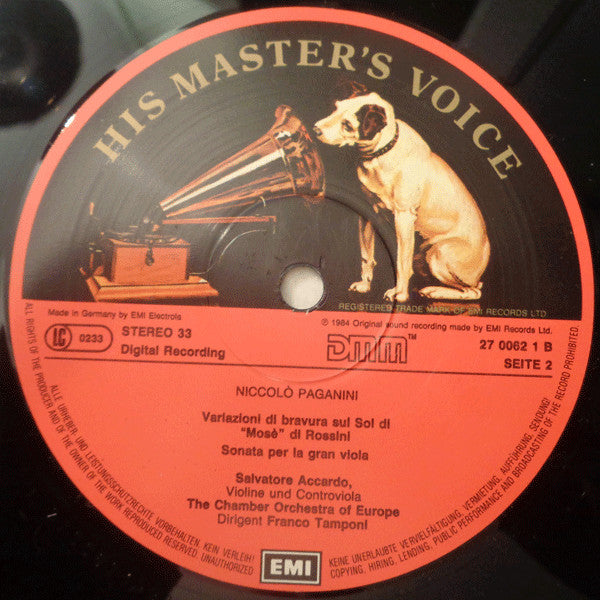 HIS MASTER'S VOICE
REGISTERED TRADE MARK OF EMI RECORDS LTD
Made in Germany by EMI Electrola
℗ 1984 Original sound recording made by EMI Records Ltd.
LC 0233
STEREO 33
Digital Recording
DMM™
27 0062 1 B
SEITE 2
NICCOLÒ PAGANINI
Variazioni di bravura sul Sol di
"Mosè" di Rossini
Sonata per la gran viola
Salvatore Accardo,
Violine und Controviola
The Chamber Orchestra of Europe
Dirigent Franco Tamponi
EMI
ALLE URHEBER- UND LEISTUNGSSCHUTZRECHTE VORBEHALTEN. KEIN VERLEIH! KEINE UNERLAUBTE VERVIELFÄLTIGUNG, VERMIETUNG, AUFFÜHRUNG, SENDUNG!
ALL RIGHTS OF THE PRODUCER AND OF THE OWNER OF THE WORK REPRODUCED RESERVED. UNAUTHORIZED COPYING, HIRING, LENDING, PUBLIC PERFORMANCE AND BROADCASTING OF THE RECORD PROHIBITED.